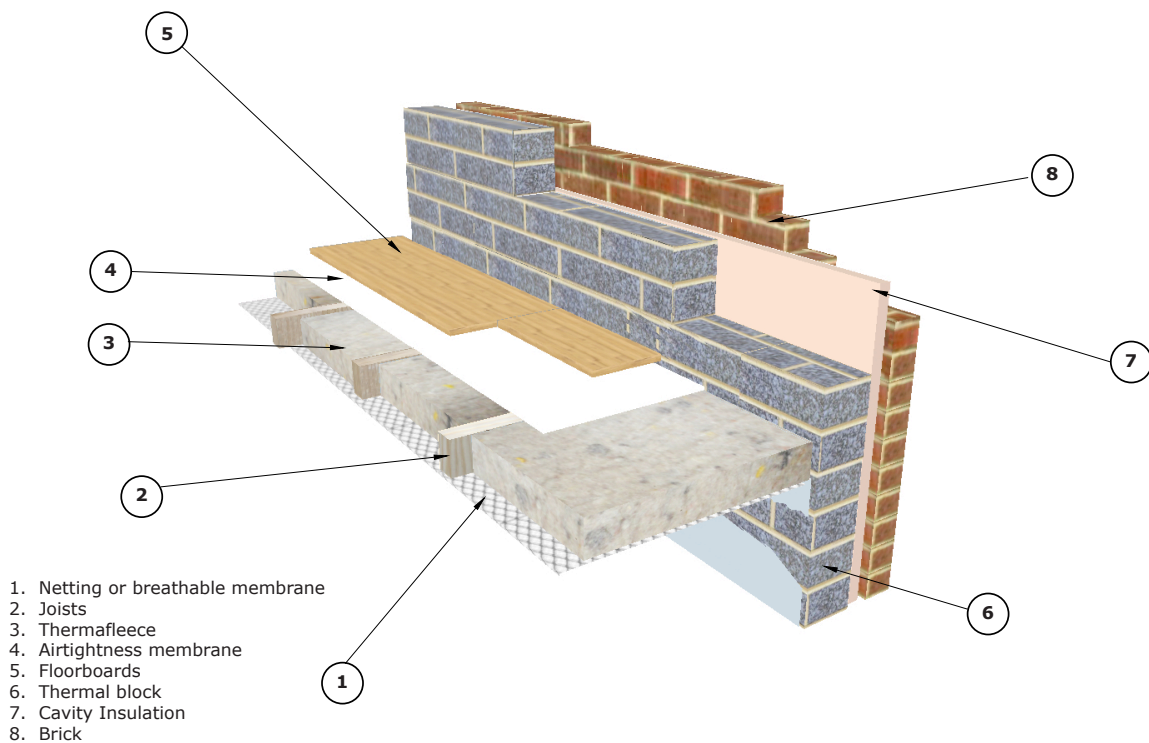 5
8
4
3
7
2
6
1
1. Netting or breathable membrane
2. Joists
3. Thermafleece
4. Airtightness membrane
5. Floorboards
6. Thermal block
7. Cavity Insulation
8. Brick